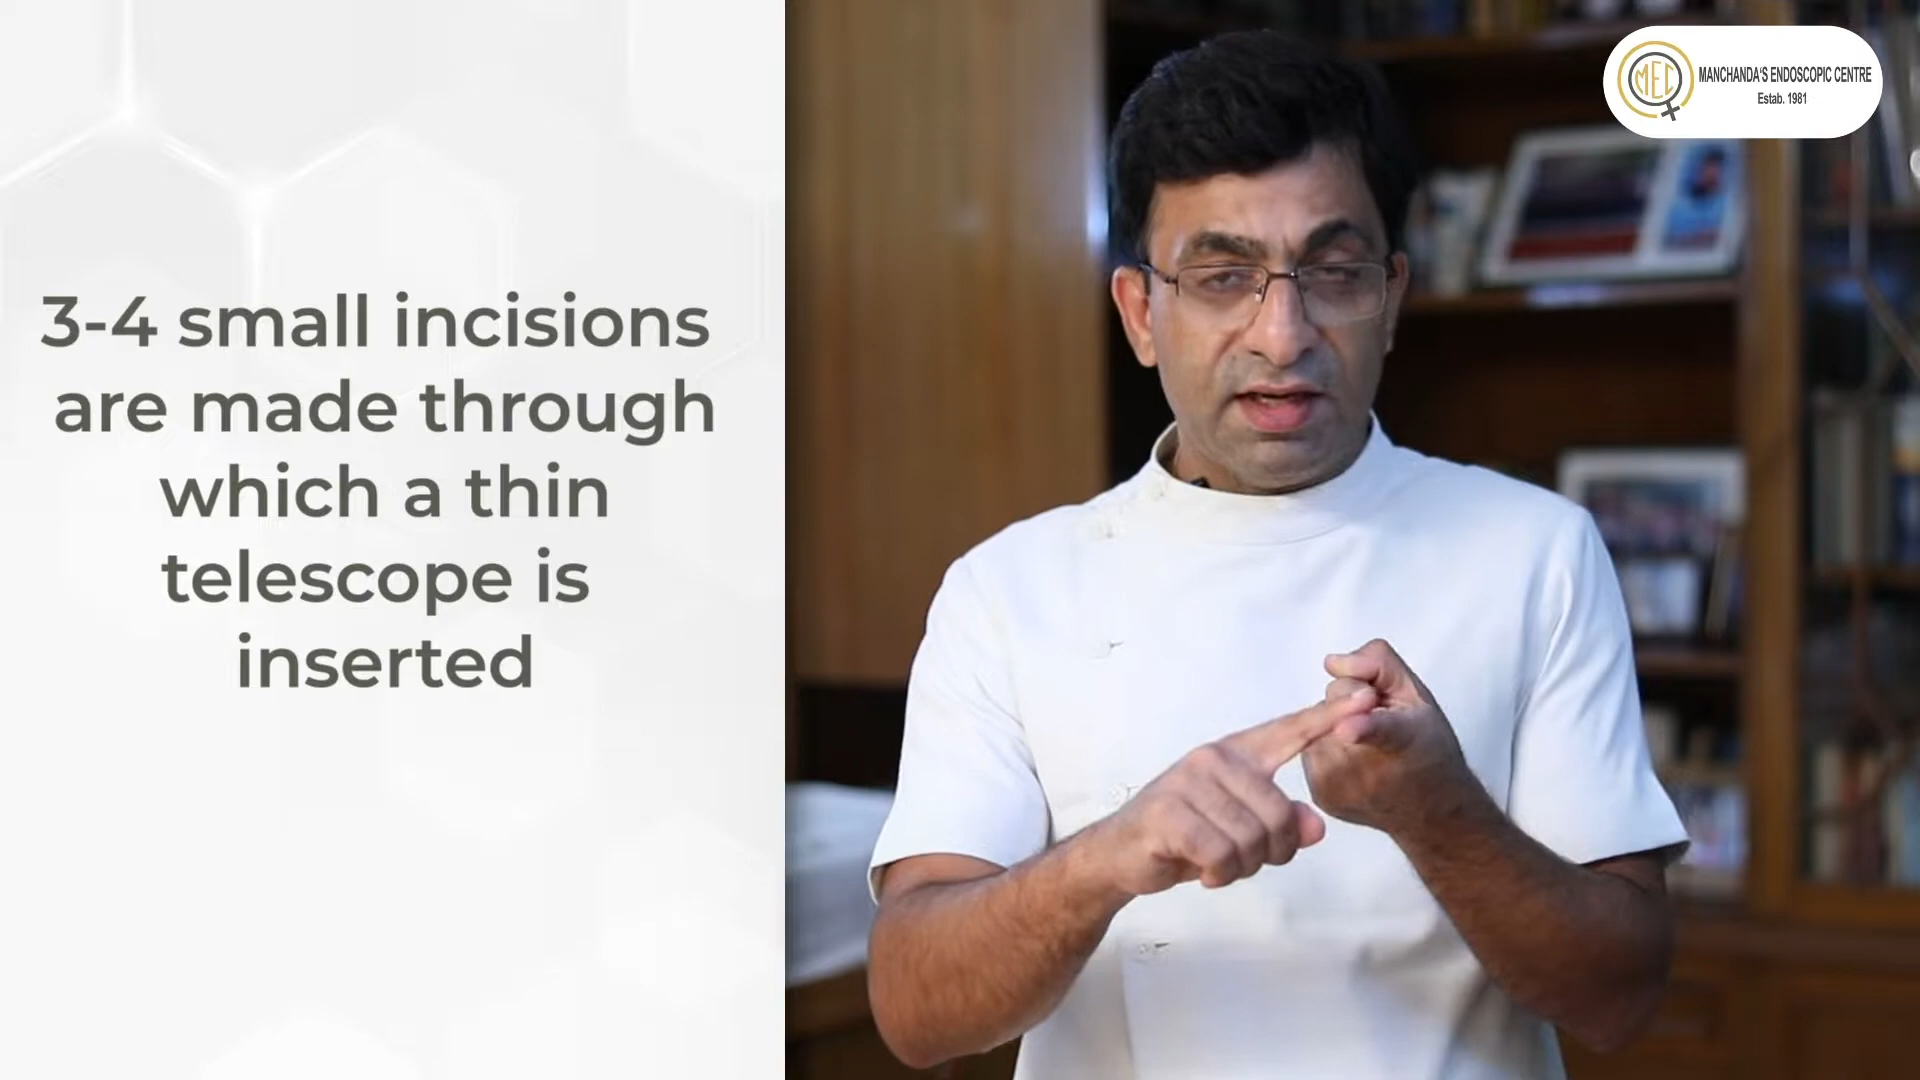 3-4 small incisions
are made through
which a thin
telescope is
inserted
MEC
MANCHANDA'S ENDOSCOPIC CENTRE
Estab. 1981